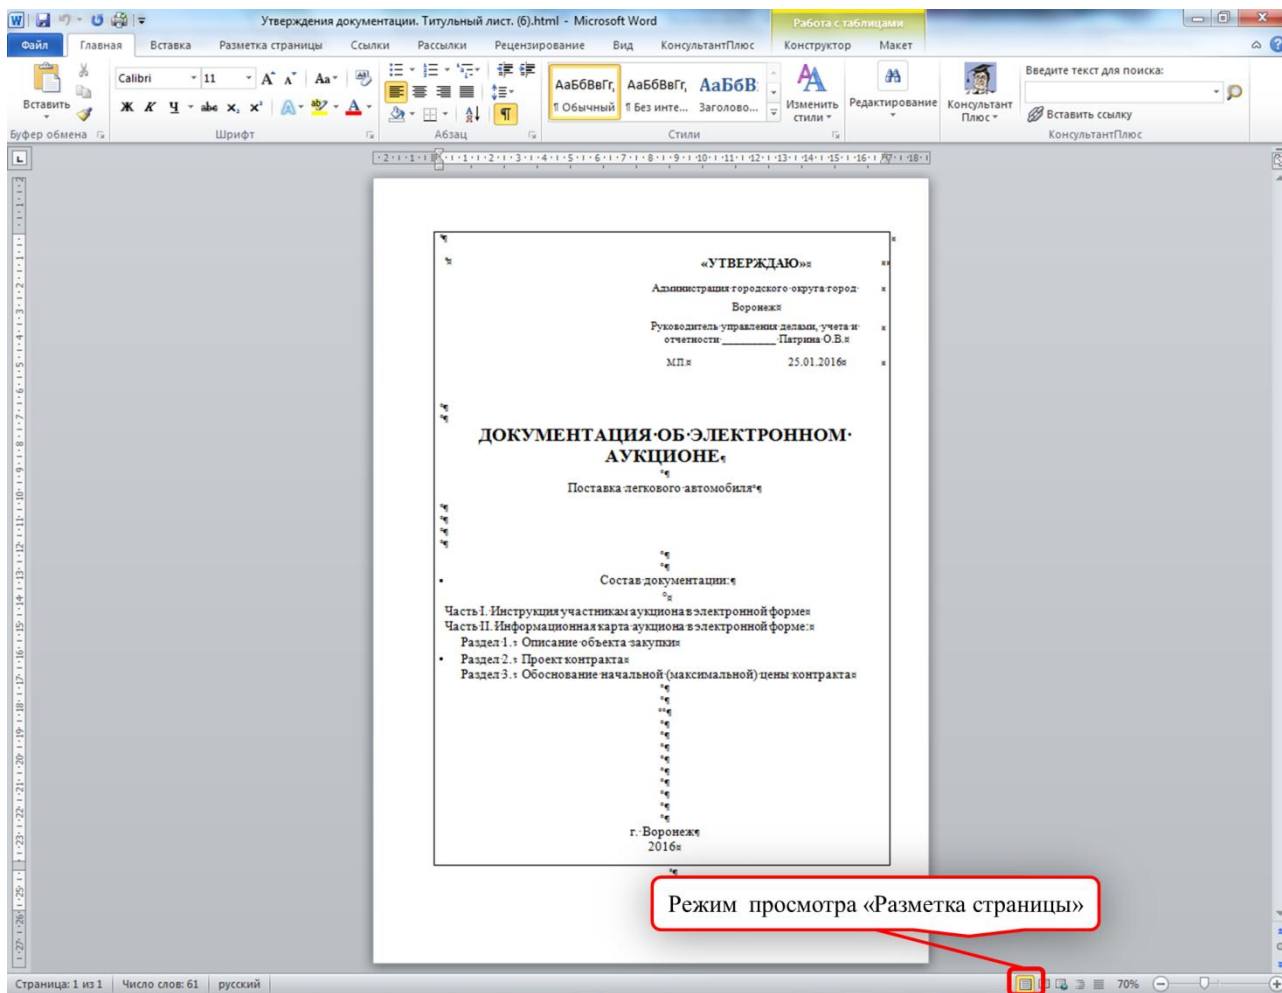 Утверждения документации. Титульный лист. (6).html - Microsoft Word
Работа с таблицами
Файл Главная Вставка Разметка страницы Ссылки Рассылки Рецензирование Вид КонсультантПлюс Конструктор Макет
Вставить
Calibri 11
Ж К Ч abc x₂ x²
АаБбВвГг, АаБбВвГг, АаБбВ
¶ Обычный ¶ Без инте... Заголово...
Изменить стили
Редактирование
Консультант Плюс
Введите текст для поиска:
Вставить ссылку
Буфер обмена Шрифт Абзац Стили КонсультантПлюс
«УТВЕРЖДАЮ»
Администрация городского округа город
Воронеж
Руководитель управления делами, учета и
отчетности __________ Патрина О.В.
МП. 25.01.2016
ДОКУМЕНТАЦИЯ ОБ ЭЛЕКТРОННОМ
АУКЦИОНЕ
Поставка легкового автомобиля
Состав документации:
Часть I. Инструкция участникам аукциона в электронной форме
Часть II. Информационная карта аукциона в электронной форме:
Раздел 1. Описание объекта закупки
Раздел 2. Проект контракта
Раздел 3. Обоснование начальной (максимальной) цены контракта
г. Воронеж
2016
Режим просмотра «Разметка страницы»
Страница: 1 из 1 Число слов: 61 русский 70%